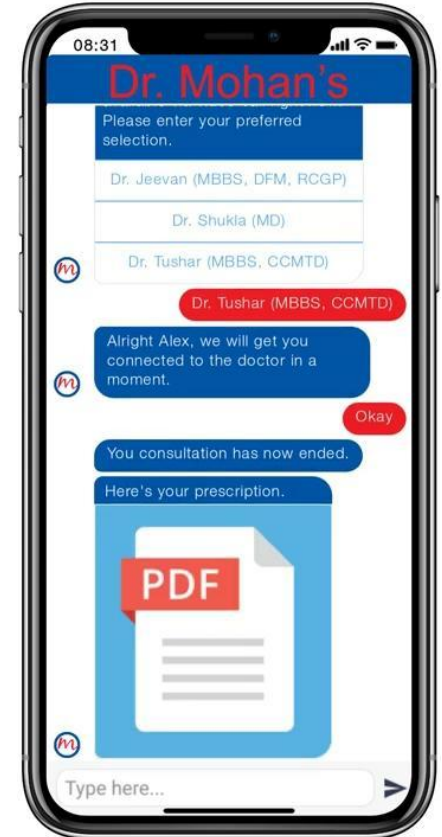 08:31
Dr. Mohan's
Please enter your preferred
selection.
Dr. Jeevan (MBBS, DFM, RCGP)
Dr. Shukla (MD)
Dr. Tushar (MBBS, CCMTD)
Dr. Tushar (MBBS, CCMTD)
Alright Alex, we will get you
connected to the doctor in a
moment.
Okay
You consultation has now ended.
Here's your prescription.
PDF
Type here...